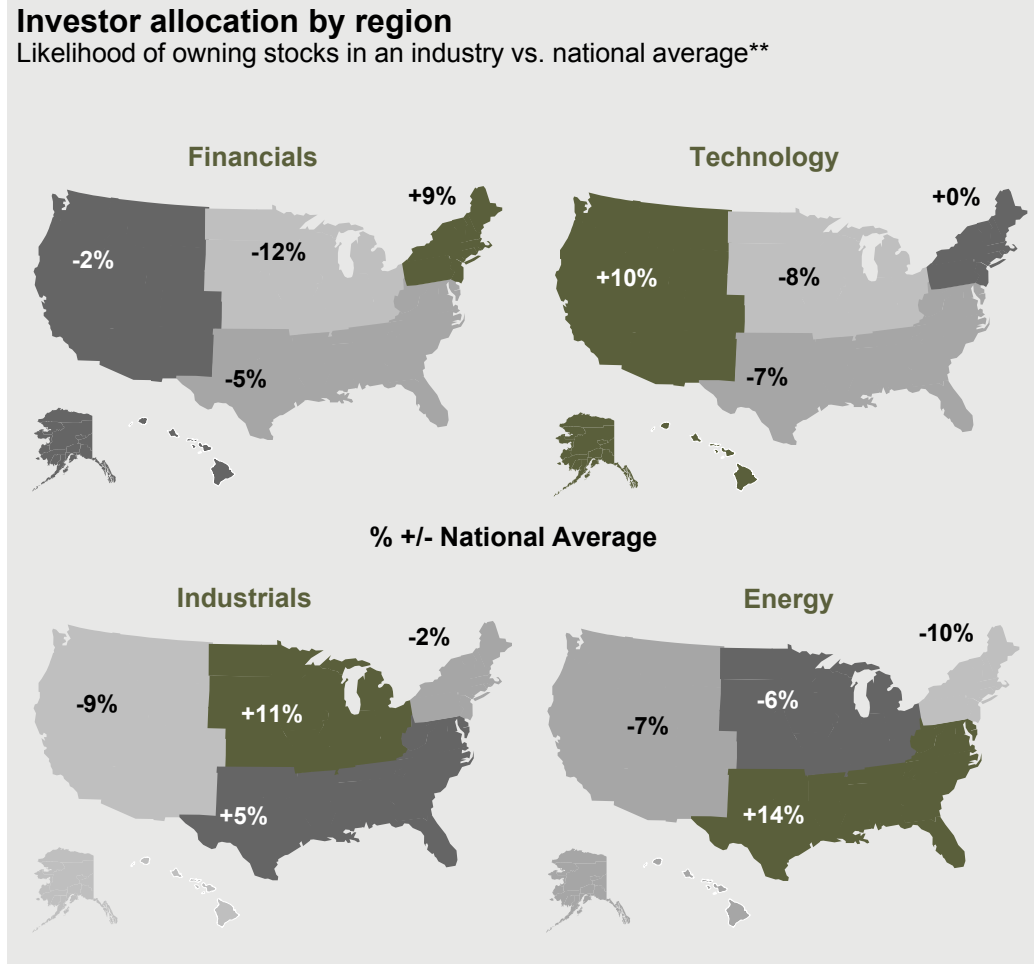 Investor allocation by region
Likelihood of owning stocks in an industry vs. national average**
Financials
+9%
-2%
-12%
-5%
Technology
+0%
+10%
-8%
-7%
% +/- National Average
Industrials
-2%
-9%
+11%
+5%
Energy
-10%
-6%
-7%
+14%